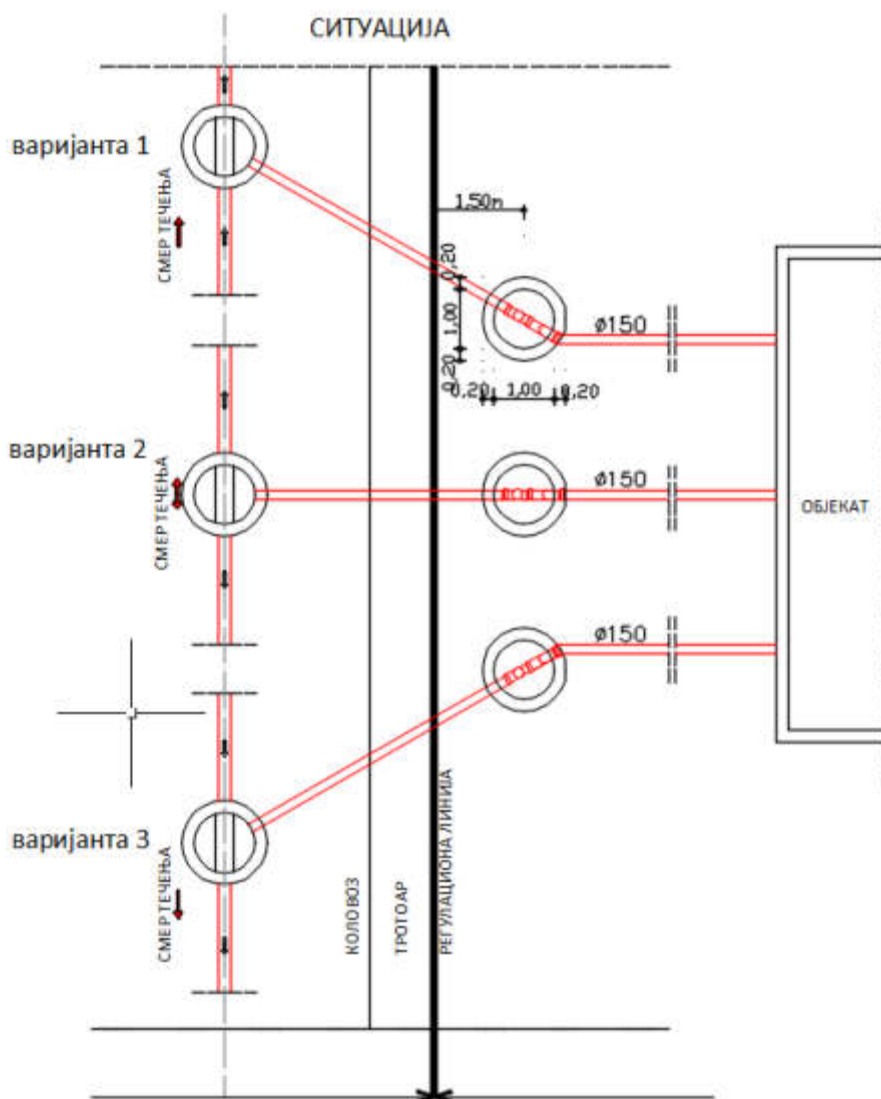 СИТУАЦИЈА
варијанта 1
СМЕР ТЕЧЕЊА
1,50m
0,20
1,00
0,20
0,20 1,00 0,20
ø150
варијанта 2
СМЕР ТЕЧЕЊА
ø150
ОБЈЕКАТ
ø150
варијанта 3
СМЕР ТЕЧЕЊА
КОЛОВОЗ
ТРОТОАР
РЕГУЛАЦИОНА ЛИНИЈА